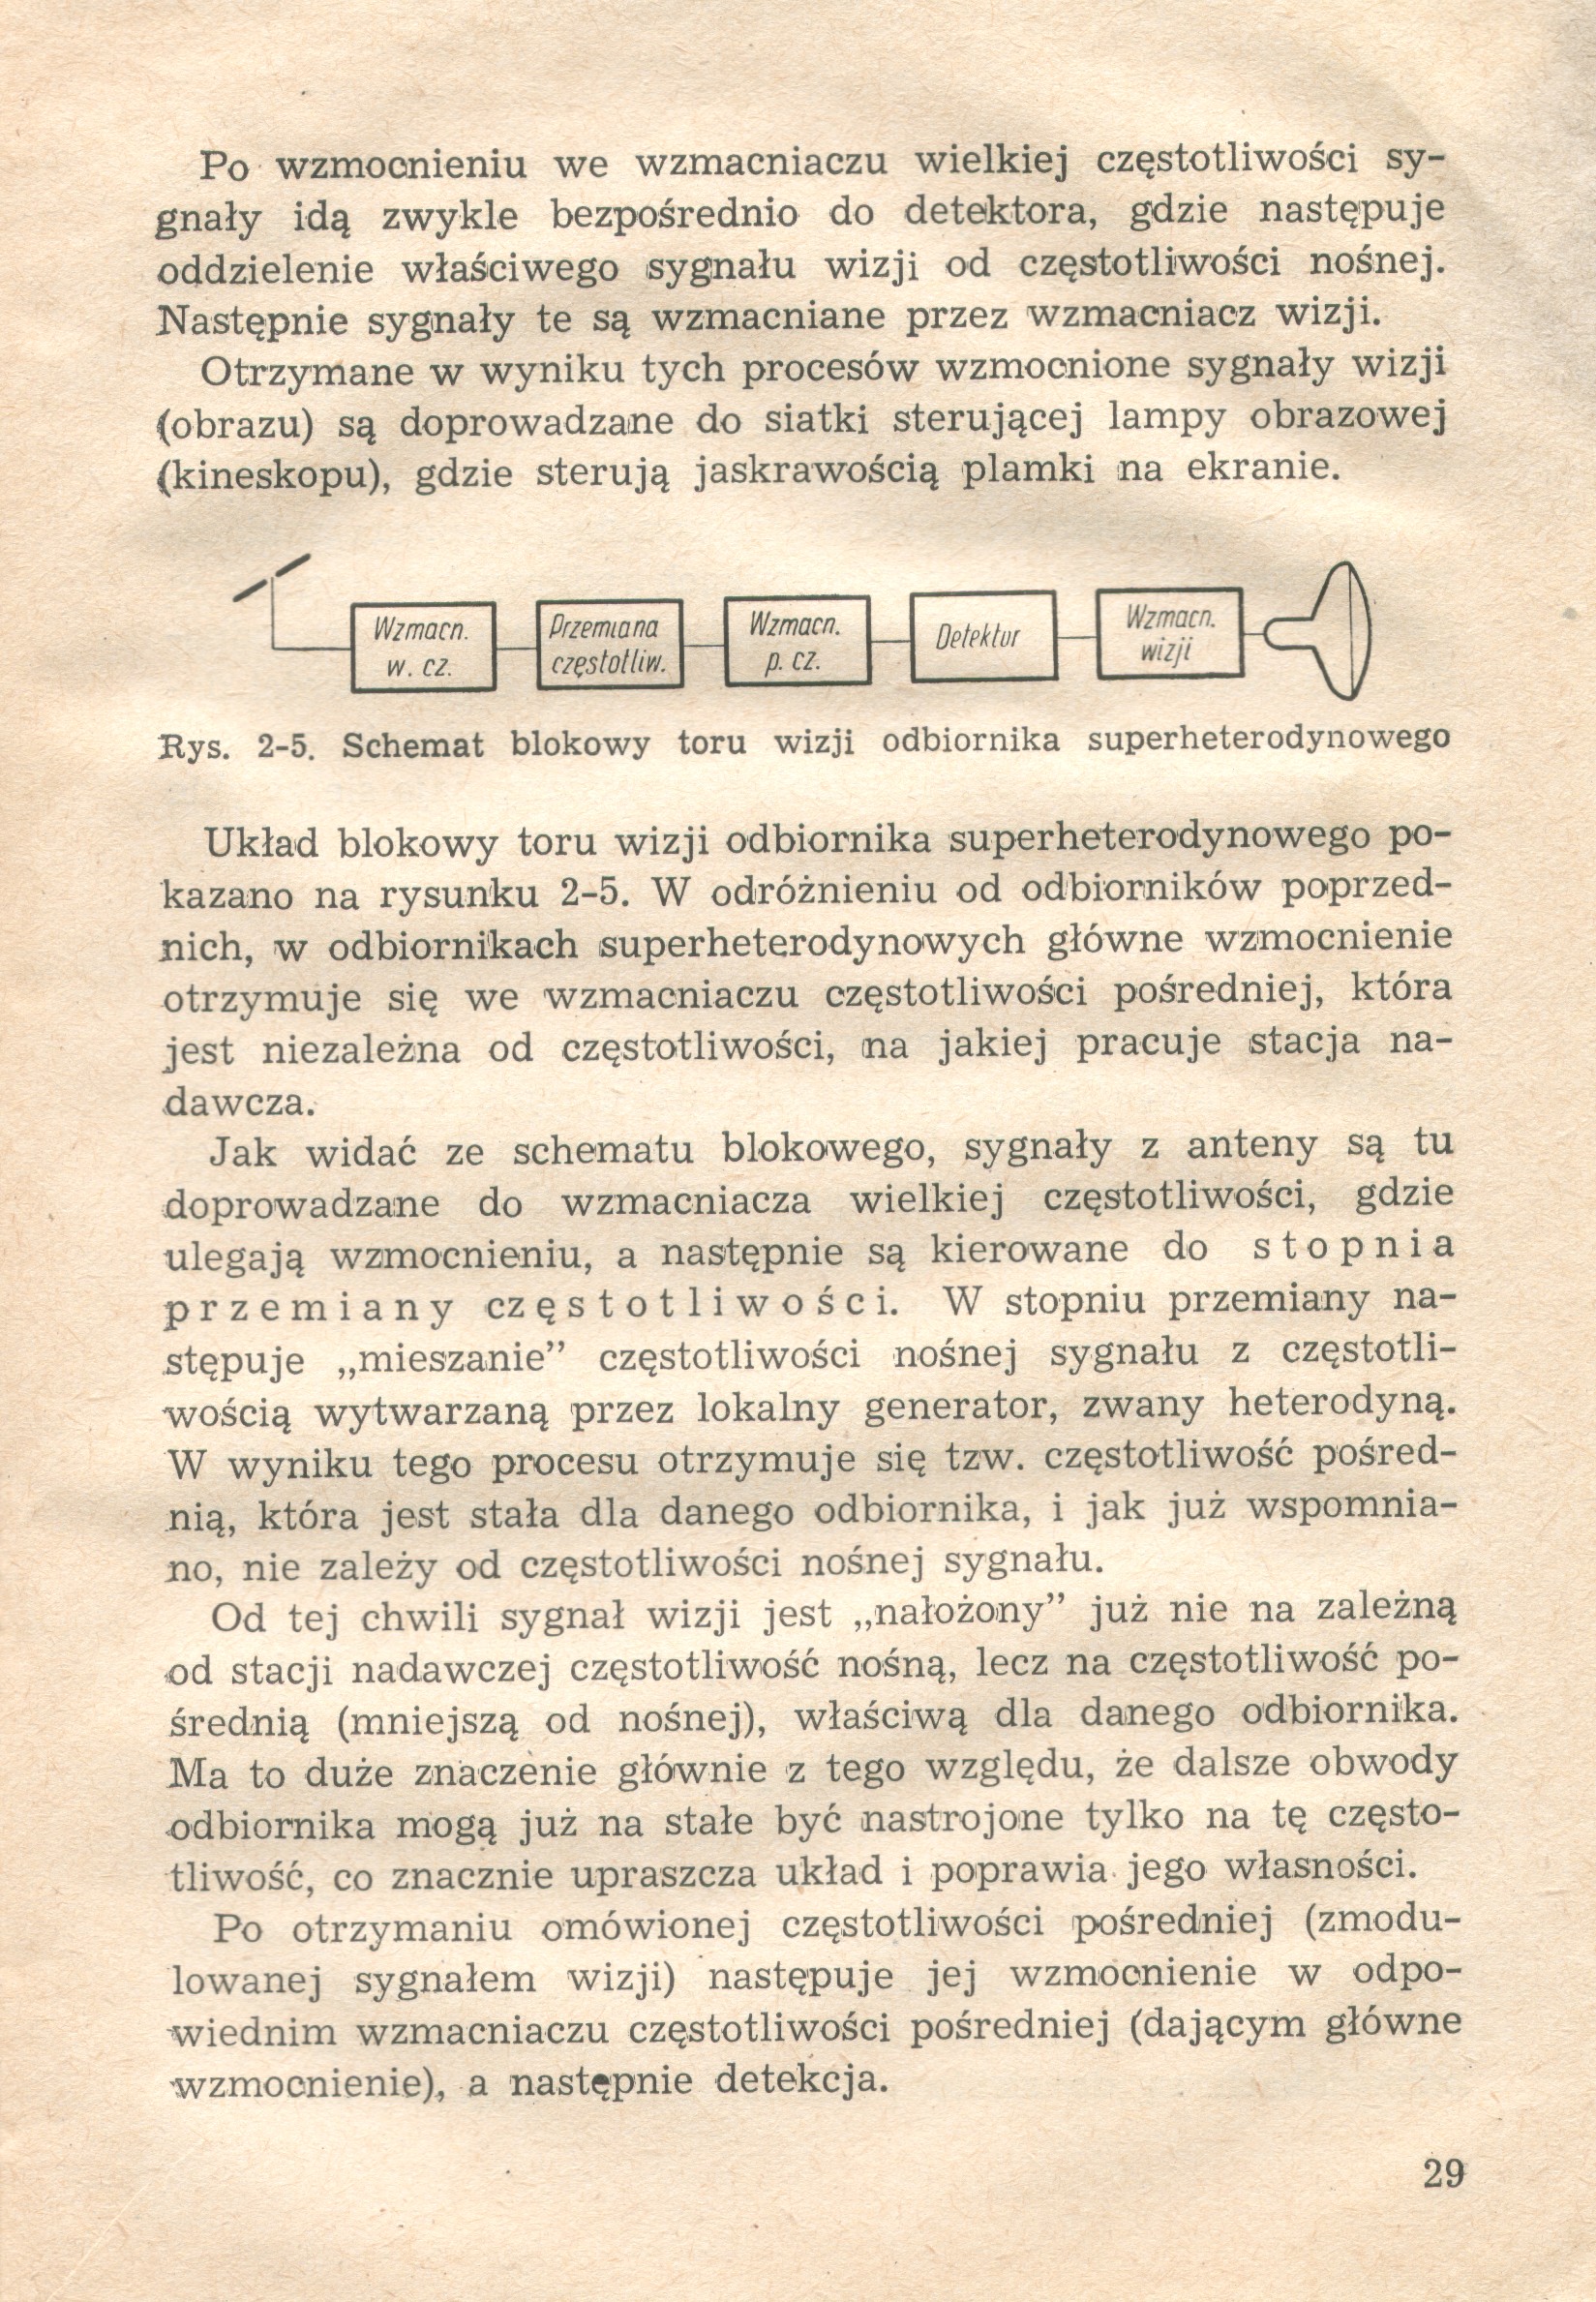 Po wzmocnieniu we wzmacniaczu wielkiej częstotliwości sy-
gnały idą zwykle bezpośrednio do detektora, gdzie następuje
oddzielenie właściwego sygnału wizji od częstotliwości nośnej.
Następnie sygnały te są wzmacniane przez wzmacniacz wizji.
Otrzymane w wyniku tych procesów wzmocnione sygnały wizji
(obrazu) są doprowadzane do siatki sterującej lampy obrazowej
(kineskopu), gdzie sterują jaskrawością plamki na ekranie.
Wzmacn.
w. cz.
Przemiana
częstotliw.
Wzmacn.
p. cz.
Detektor
Wzmacn.
wizji
Rys. 2-5. Schemat blokowy toru wizji odbiornika superheterodynowego
Układ blokowy toru wizji odbiornika superheterodynowego po-
kazano na rysunku 2-5. W odróżnieniu od odbiorników poprzed-
nich, w odbiornikach superheterodynowych główne wzmocnienie
otrzymuje się we wzmacniaczu częstotliwości pośredniej, która
jest niezależna od częstotliwości, na jakiej pracuje stacja na-
dawcza.
Jak widać ze schematu blokowego, sygnały z anteny są tu
doprowadzane do wzmacniacza wielkiej częstotliwości, gdzie
ulegają wzmocnieniu, a następnie są kierowane do stopnia
przemiany częstotliwości. W stopniu przemiany na-
stępuje „mieszanie” częstotliwości nośnej sygnału z częstotli-
wością wytwarzaną przez lokalny generator, zwany heterodyną.
W wyniku tego procesu otrzymuje się tzw. częstotliwość pośred-
nią, która jest stała dla danego odbiornika, i jak już wspomnia-
no, nie zależy od częstotliwości nośnej sygnału.
Od tej chwili sygnał wizji jest „nałożony” już nie na zależną
od stacji nadawczej częstotliwość nośną, lecz na częstotliwość po-
średnią (mniejszą od nośnej), właściwą dla danego odbiornika.
Ma to duże znaczenie głównie z tego względu, że dalsze obwody
odbiornika mogą już na stałe być nastrojone tylko na tę często-
tliwość, co znacznie upraszcza układ i poprawia jego własności.
Po otrzymaniu omówionej częstotliwości pośredniej (zmodu-
lowanej sygnałem wizji) następuje jej wzmocnienie w odpo-
wiednim wzmacniaczu częstotliwości pośredniej (dającym główne
wzmocnienie), a następnie detekcja.
29